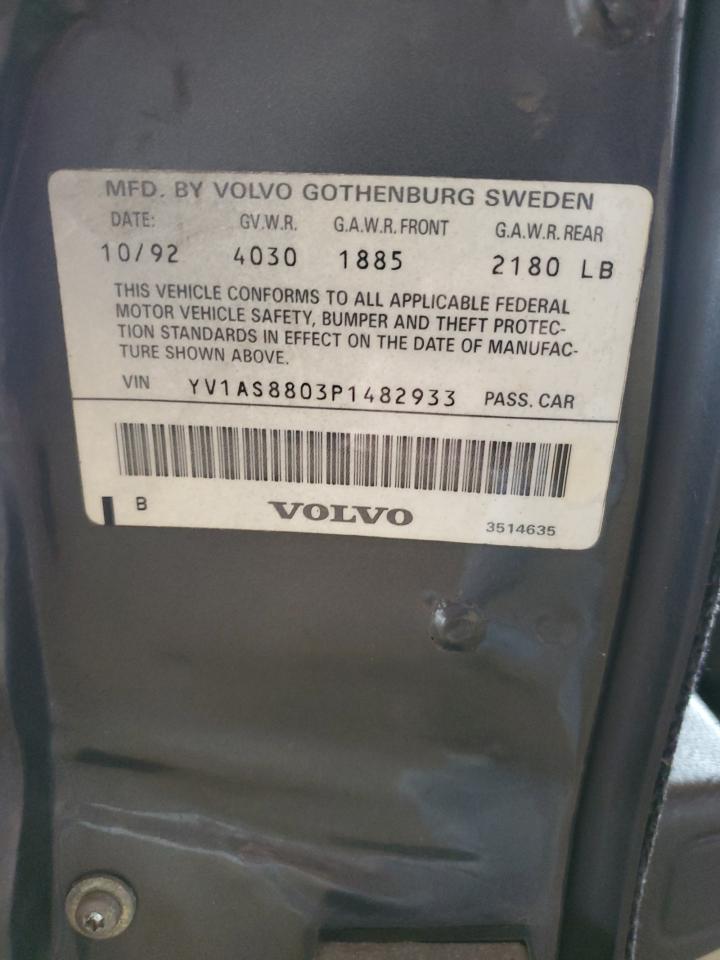 MFD. BY VOLVO GOTHENBURG SWEDEN
DATE: GV.W.R. G.A.W.R. FRONT G.A.W.R. REAR
10/92 4030 1885 2180 LB
THIS VEHICLE CONFORMS TO ALL APPLICABLE FEDERAL
MOTOR VEHICLE SAFETY, BUMPER AND THEFT PROTEC-
TION STANDARDS IN EFFECT ON THE DATE OF MANUFAC-
TURE SHOWN ABOVE.
VIN YV1AS8803P1482933 PASS. CAR
B VOLVO 3514635